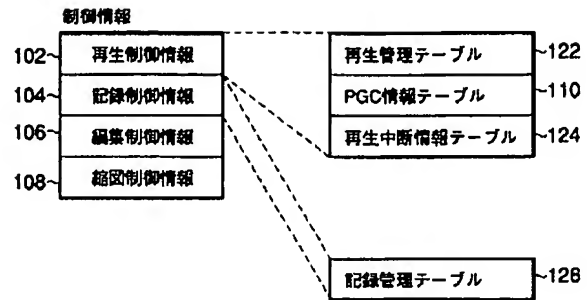 制御情報
102 再生制御情報
104 記録制御情報
106 編集制御情報
108 縮図制御情報
再生管理テーブル 122
PGC情報テーブル 110
再生中断情報テーブル 124
記録管理テーブル 126